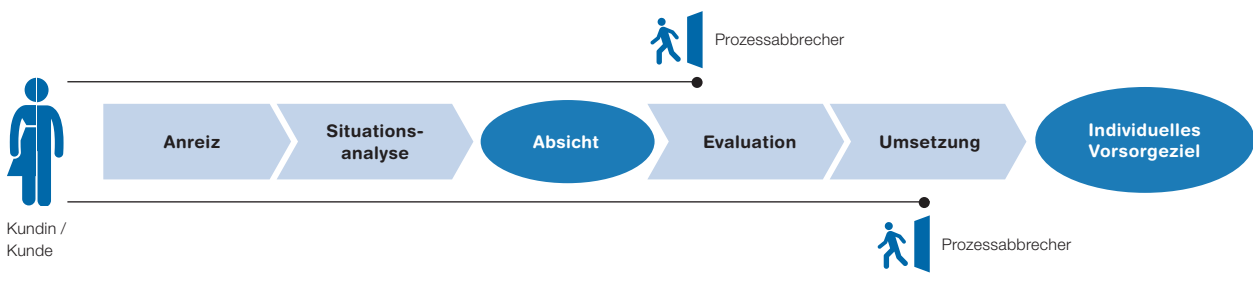 Prozessabbrecher
Anreiz
Situations-
analyse
Absicht
Evaluation
Umsetzung
Individuelles
Vorsorgeziel
Kundin /
Kunde
Prozessabbrecher